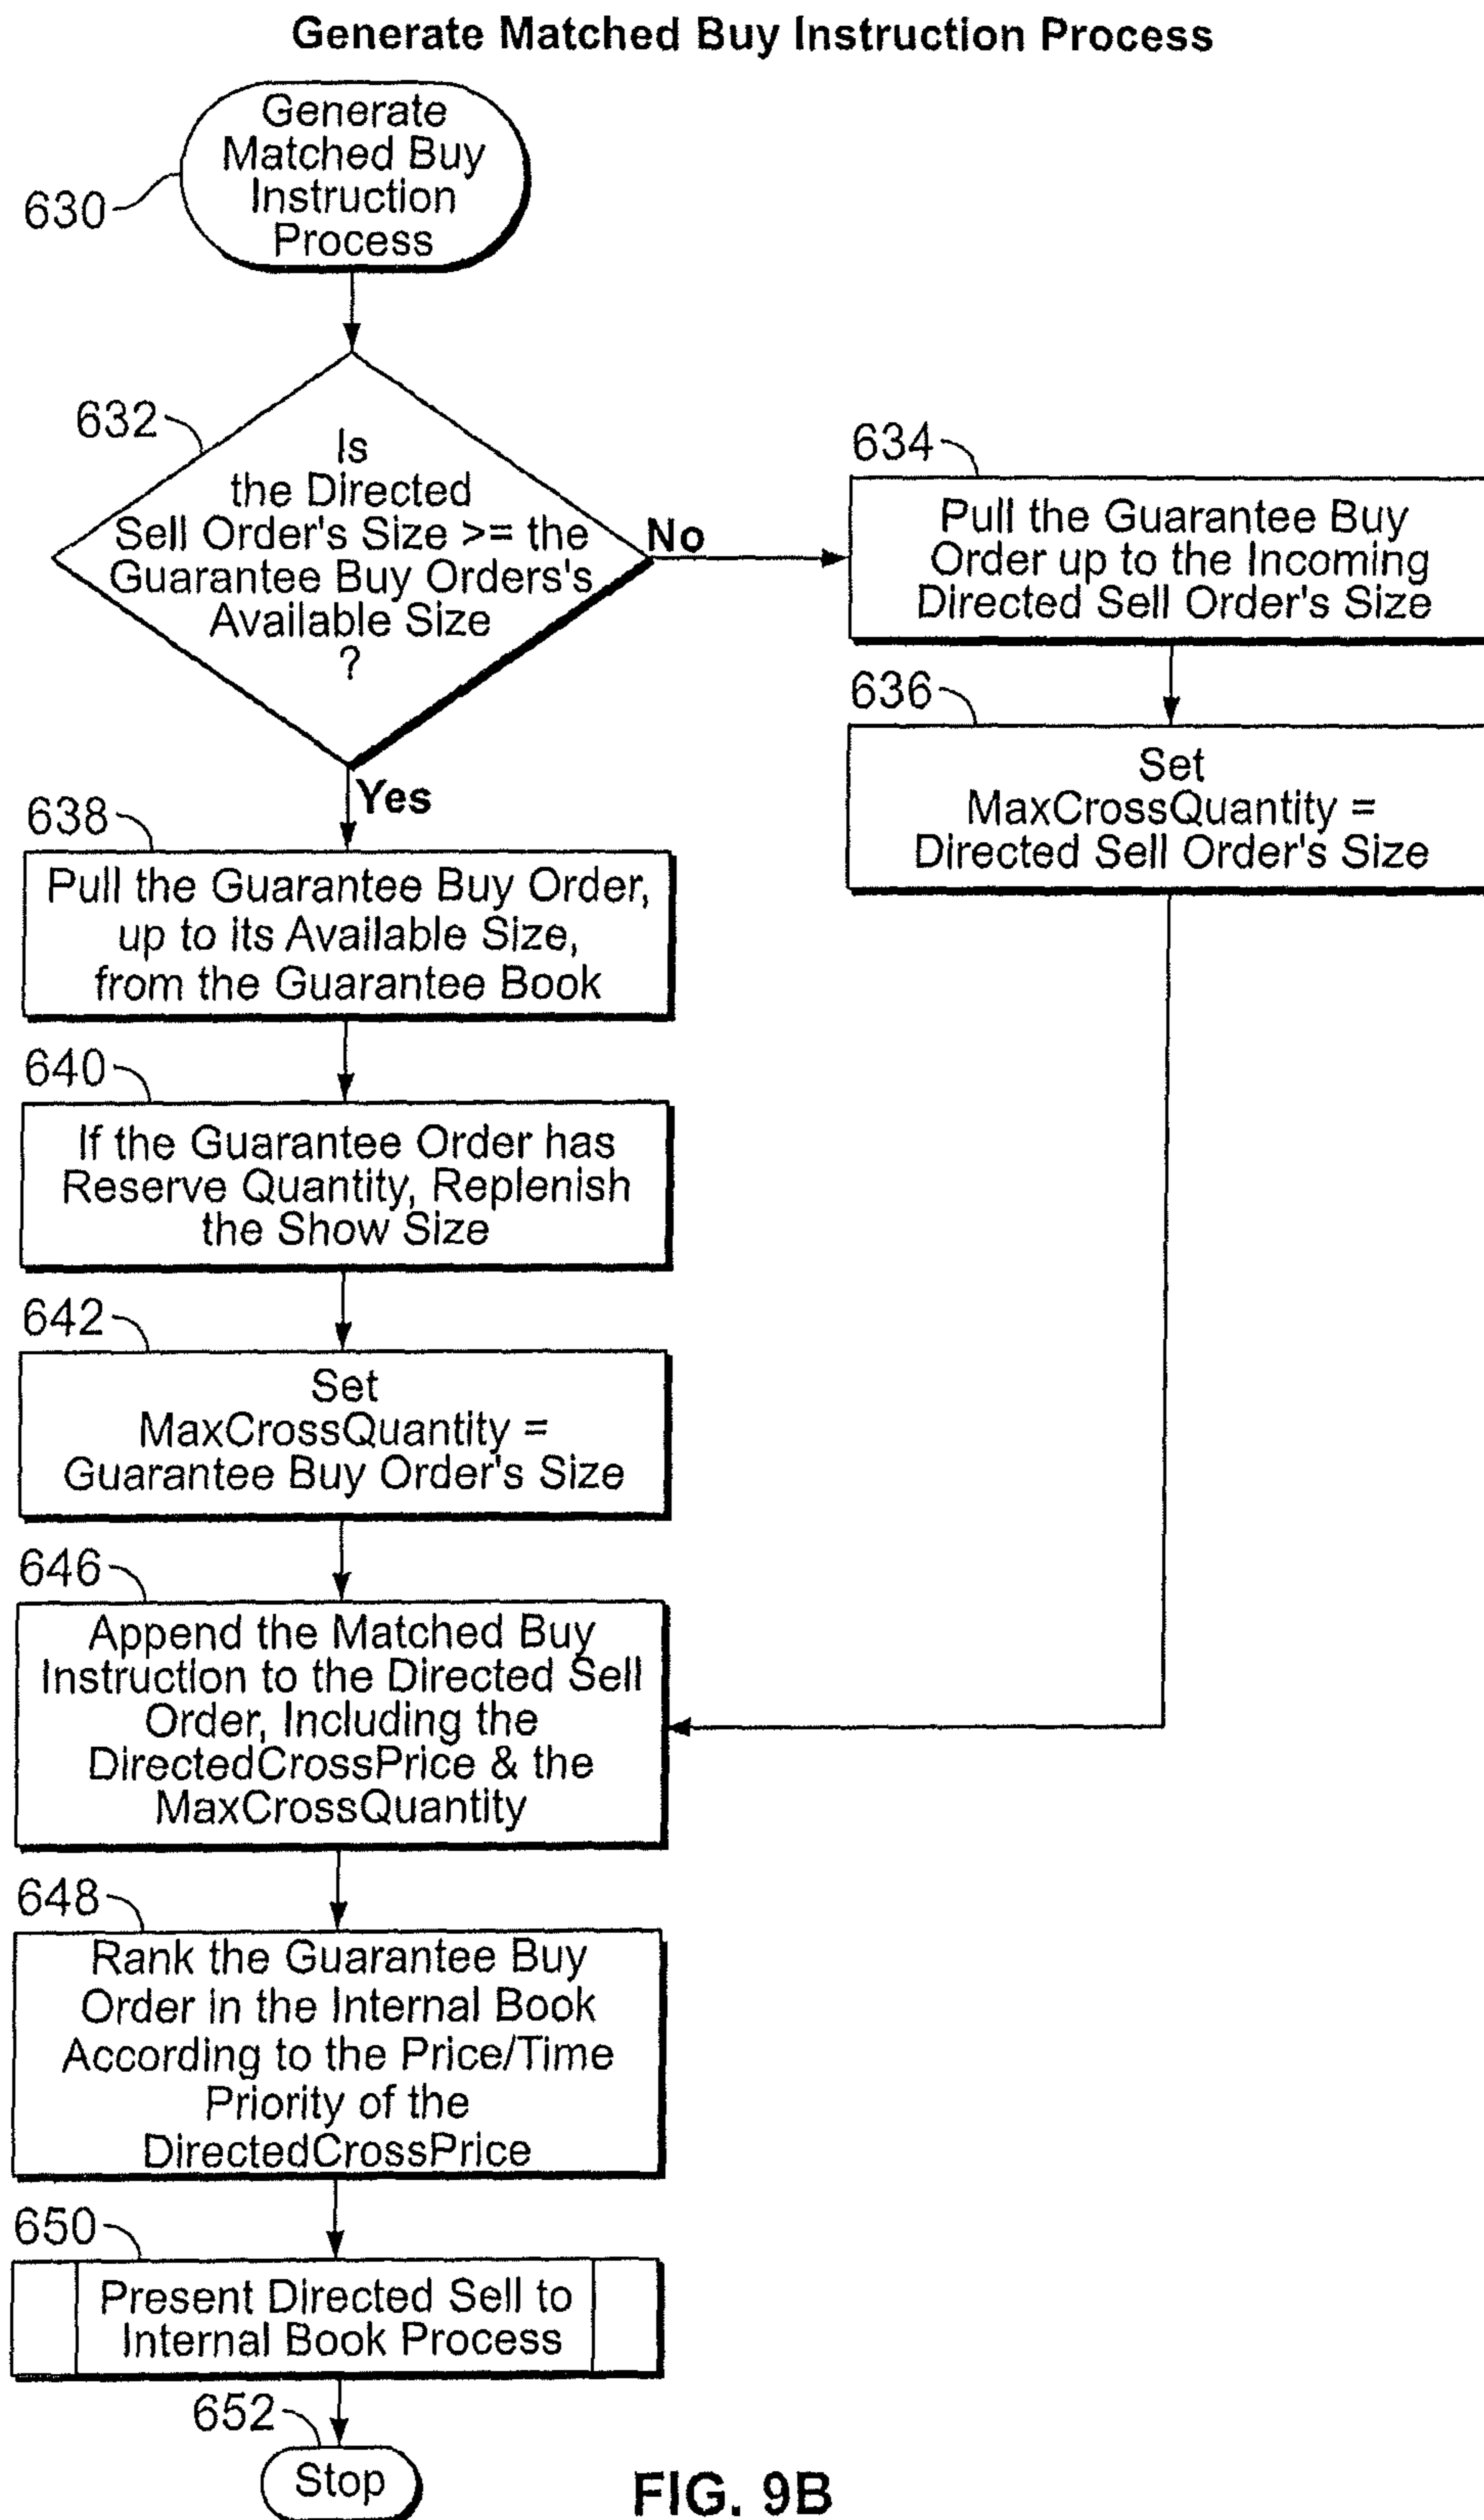 Generate Matched Buy Instruction Process
Generate
Matched Buy
Instruction
Process
630
632
Is
the Directed
Sell Order's Size >= the
Guarantee Buy Orders's
Available Size
?
No
634
Pull the Guarantee Buy
Order up to the Incoming
Directed Sell Order's Size
636
Set
MaxCrossQuantity =
Directed Sell Order's Size
Yes
638
Pull the Guarantee Buy Order,
up to its Available Size,
from the Guarantee Book
640
If the Guarantee Order has
Reserve Quantity, Replenish
the Show Size
642
Set
MaxCrossQuantity =
Guarantee Buy Order's Size
646
Append the Matched Buy
Instruction to the Directed Sell
Order, Including the
DirectedCrossPrice & the
MaxCrossQuantity
648
Rank the Guarantee Buy
Order in the Internal Book
According to the Price/Time
Priority of the
DirectedCrossPrice
650
Present Directed Sell to
Internal Book Process
652
Stop
FIG. 9B